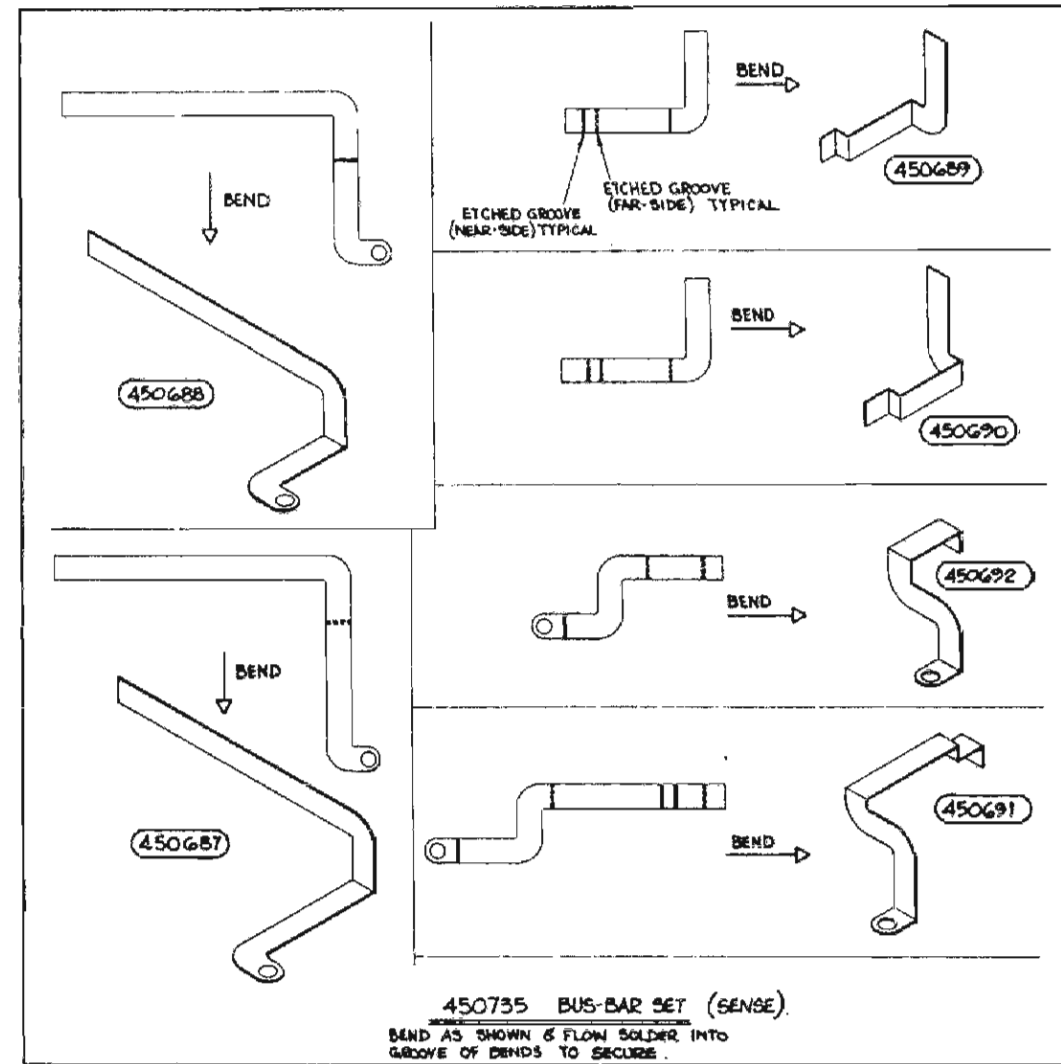 BEND
450688
BEND
450689
ETCHED GROOVE
(FAR-SIDE) TYPICAL
ETCHED GROOVE
(NEAR-SIDE) TYPICAL
BEND
450690
BEND
450687
BEND
450692
BEND
450691
450735 BUS-BAR SET (SENSE).
BEND AS SHOWN & FLOW SOLDER INTO
GROOVE OF BENDS TO SECURE.